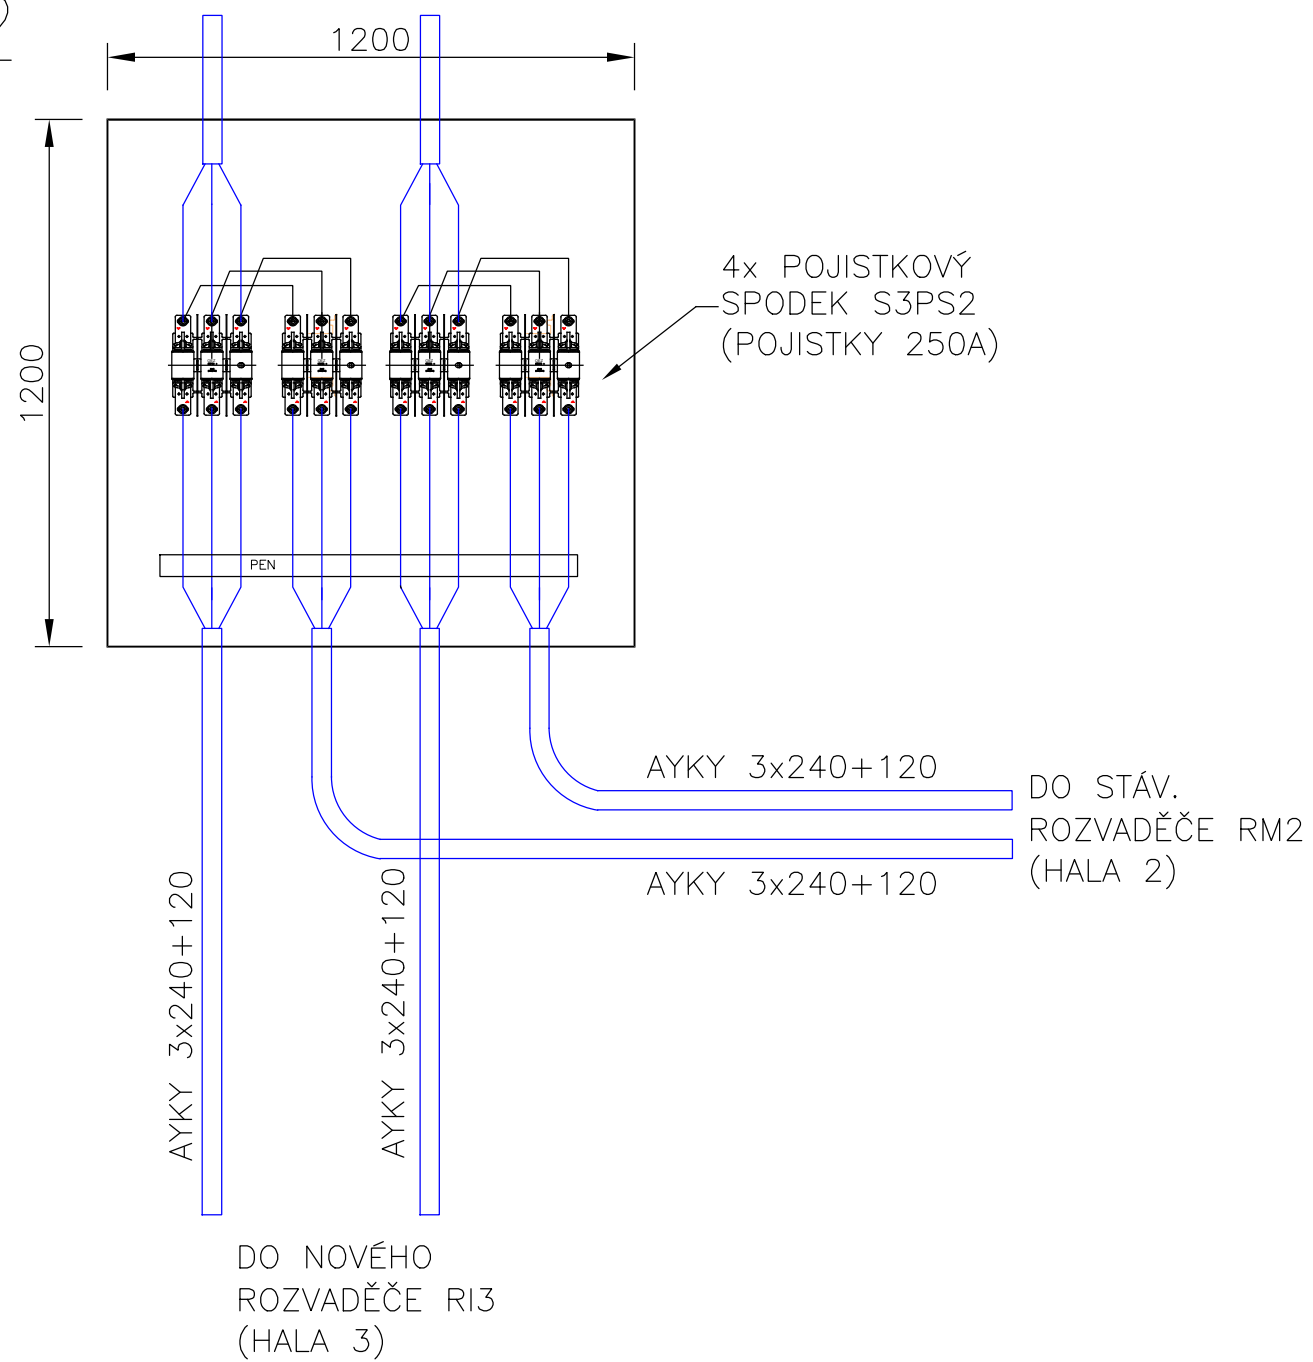 )
1200
1200
4x POJISTKOVÝ
SPODEK S3PS2
(POJISTKY 250A)
PEN
AYKY 3x240+120
DO STÁV.
ROZVADĚČE RM2
(HALA 2)
AYKY 3x240+120
AYKY 3x240+120
AYKY 3x240+120
DO NOVÉHO
ROZVADĚČE RI3
(HALA 3)